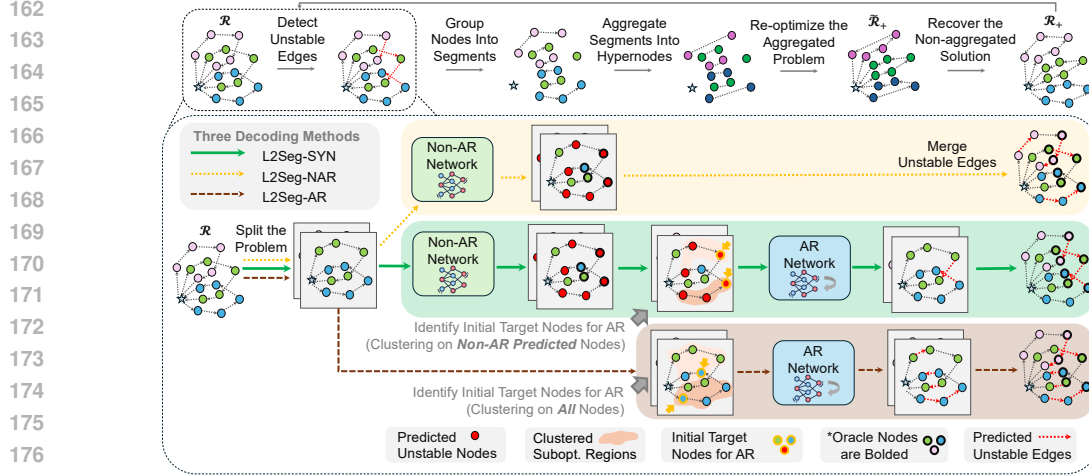 162
163
164
165
166
167
168
169
170
171
172
173
174
175
176
ℛ
Detect
Unstable
Edges
Group
Nodes Into
Segments
Aggregate
Segments Into
Hypernodes
Re-optimize the
Aggregated
Problem
ℛ̃₊
Recover the
Non-aggregated
Solution
ℛ₊
Three Decoding Methods
L2Seg-SYN
L2Seg-NAR
L2Seg-AR
Non-AR
Network
Merge
Unstable Edges
ℛ
Split the
Problem
Non-AR
Network
AR
Network
Identify Initial Target Nodes for AR
(Clustering on Non-AR Predicted Nodes)
AR
Network
Identify Initial Target Nodes for AR
(Clustering on All Nodes)
Predicted
Unstable Nodes
Clustered
Subopt. Regions
Initial Target
Nodes for AR
*Oracle Nodes
are Bolded
Predicted
Unstable Edges